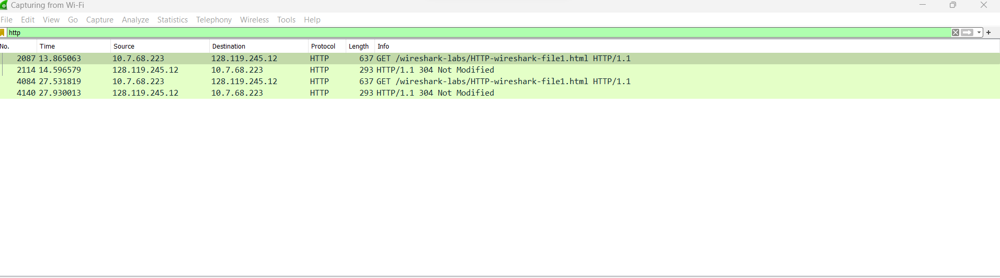 Capturing from Wi-Fi
File Edit View Go Capture Analyze Statistics Telephony Wireless Tools Help
http
No. Time Source Destination Protocol Length Info
2087 13.865063 10.7.68.223 128.119.245.12 HTTP 637 GET /wireshark-labs/HTTP-wireshark-file1.html HTTP/1.1
2114 14.596579 128.119.245.12 10.7.68.223 HTTP 293 HTTP/1.1 304 Not Modified
4084 27.531819 10.7.68.223 128.119.245.12 HTTP 637 GET /wireshark-labs/HTTP-wireshark-file1.html HTTP/1.1
4140 27.930013 128.119.245.12 10.7.68.223 HTTP 293 HTTP/1.1 304 Not Modified